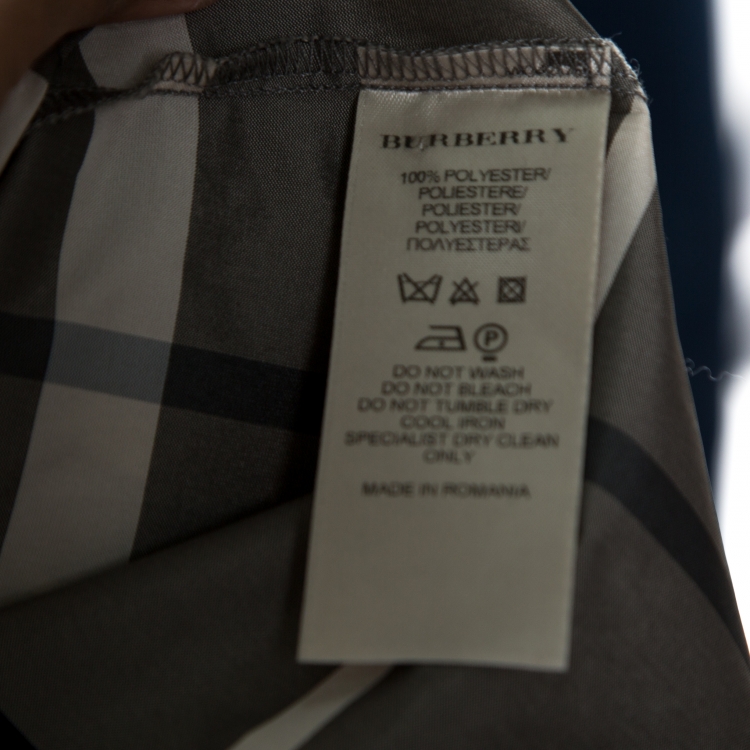 BURBERRY
100% POLYESTER/
POLIESTERE/
POLIESTER/
POLYESTERI/
ΠΟΛΥΕΣΤΕΡΑΣ
P
DO NOT WASH
DO NOT BLEACH
DO NOT TUMBLE DRY
COOL IRON
SPECIALIST DRY CLEAN
ONLY
MADE IN ROMANIA